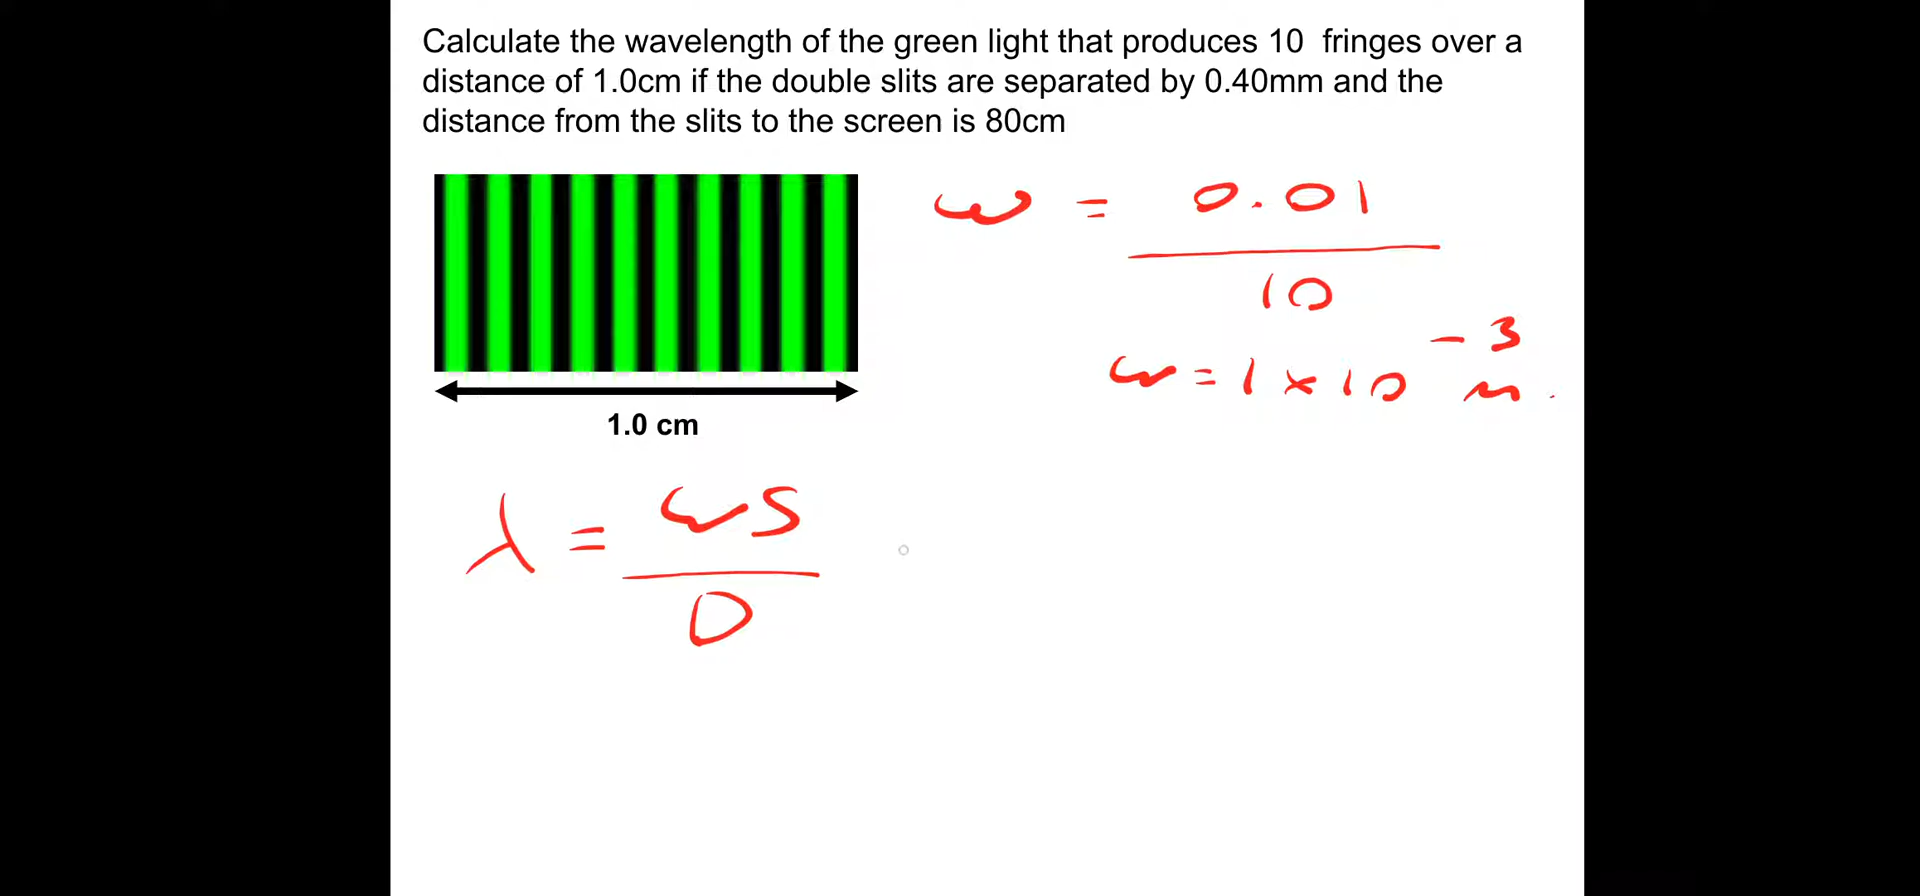 Calculate the wavelength of the green light that produces 10 fringes over a
distance of 1.0cm if the double slits are separated by 0.40mm and the
distance from the slits to the screen is 80cm
w = 0.01
10
w = 1 × 10 -3 m.
1.0 cm
λ = ws
D